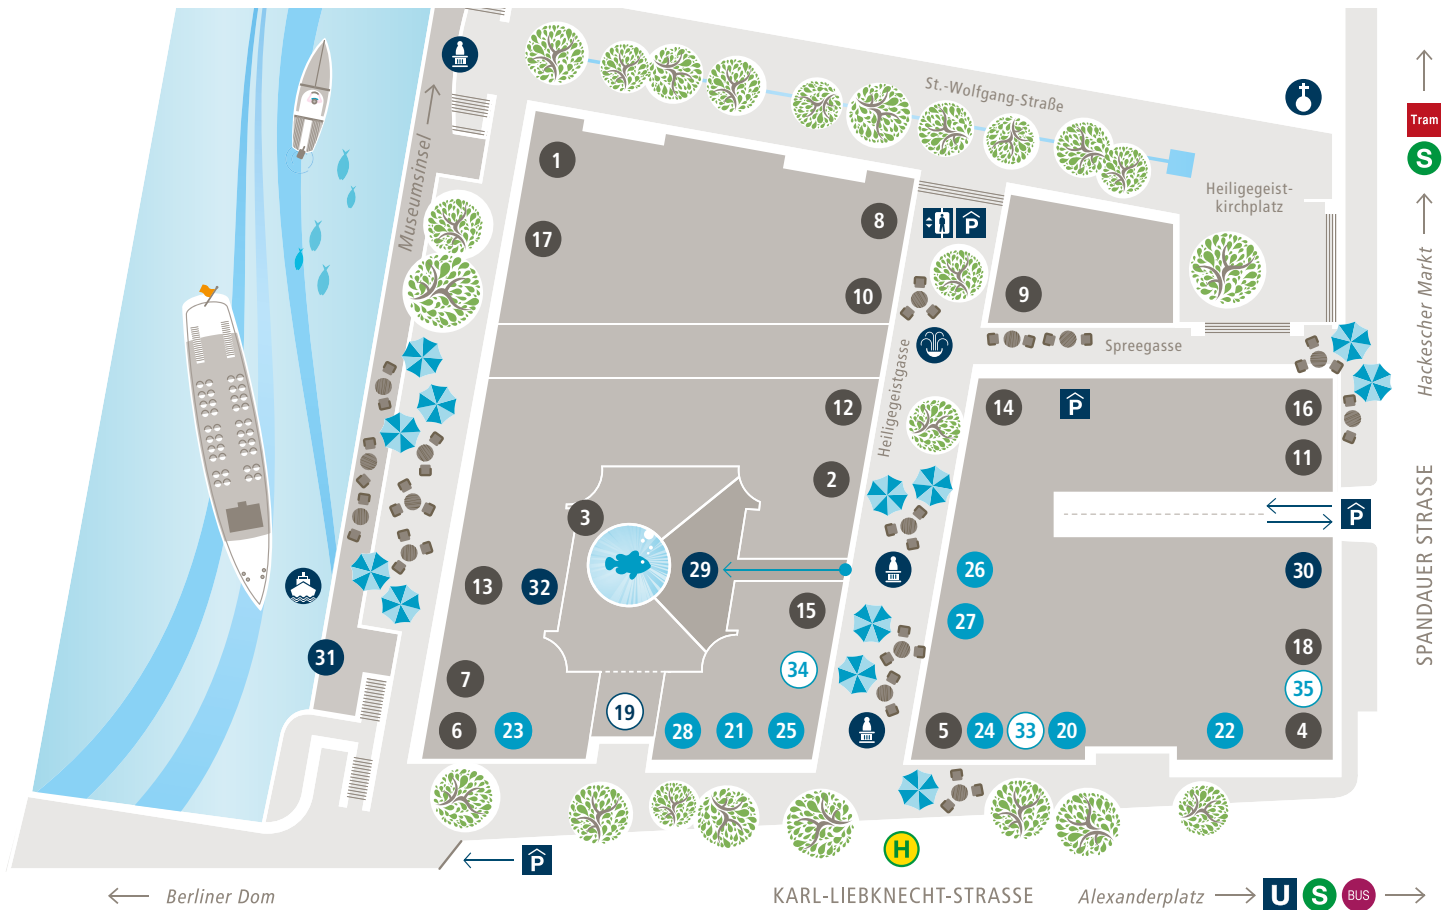 St.-Wolfgang-Straße
Tram
S
Museumsinsel
1
Heiligegeist-
kirchplatz
17
8
P
10
9
Hackescher Markt
Spreegasse
Heiligegeistgasse
12
14
P
16
2
11
3
P
SPANDAUER STRASSE
13
32
29
26
30
15
27
31
18
7
34
35
19
6
23
28
21
25
5
24
33
20
22
4
H
P
Berliner Dom
KARL-LIEBKNECHT-STRASSE
Alexanderplatz
U
S
BUS